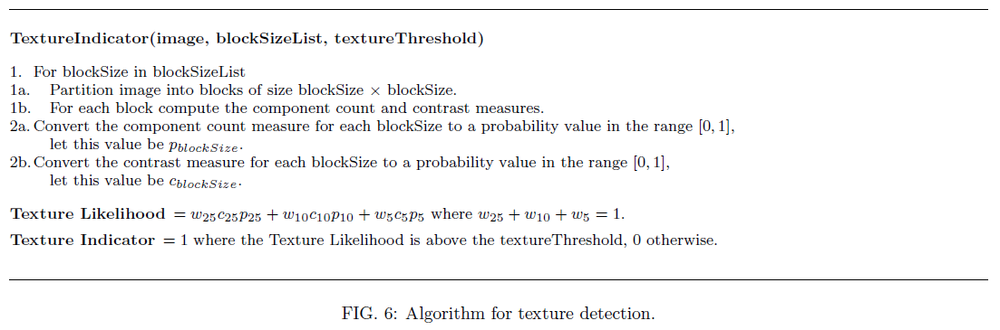 TextureIndicator(image, blockSizeList, textureThreshold)
1. For blockSize in blockSizeList
1a. Partition image into blocks of size blockSize × blockSize.
1b. For each block compute the component count and contrast measures.
2a. Convert the component count measure for each blockSize to a probability value in the range [0, 1],
let this value be p_{blockSize}.
2b. Convert the contrast measure for each blockSize to a probability value in the range [0, 1],
let this value be c_{blockSize}.
Texture Likelihood = w_{25}c_{25}p_{25} + w_{10}c_{10}p_{10} + w_5c_5p_5 where w_{25} + w_{10} + w_5 = 1.
Texture Indicator = 1 where the Texture Likelihood is above the textureThreshold, 0 otherwise.
FIG. 6: Algorithm for texture detection.